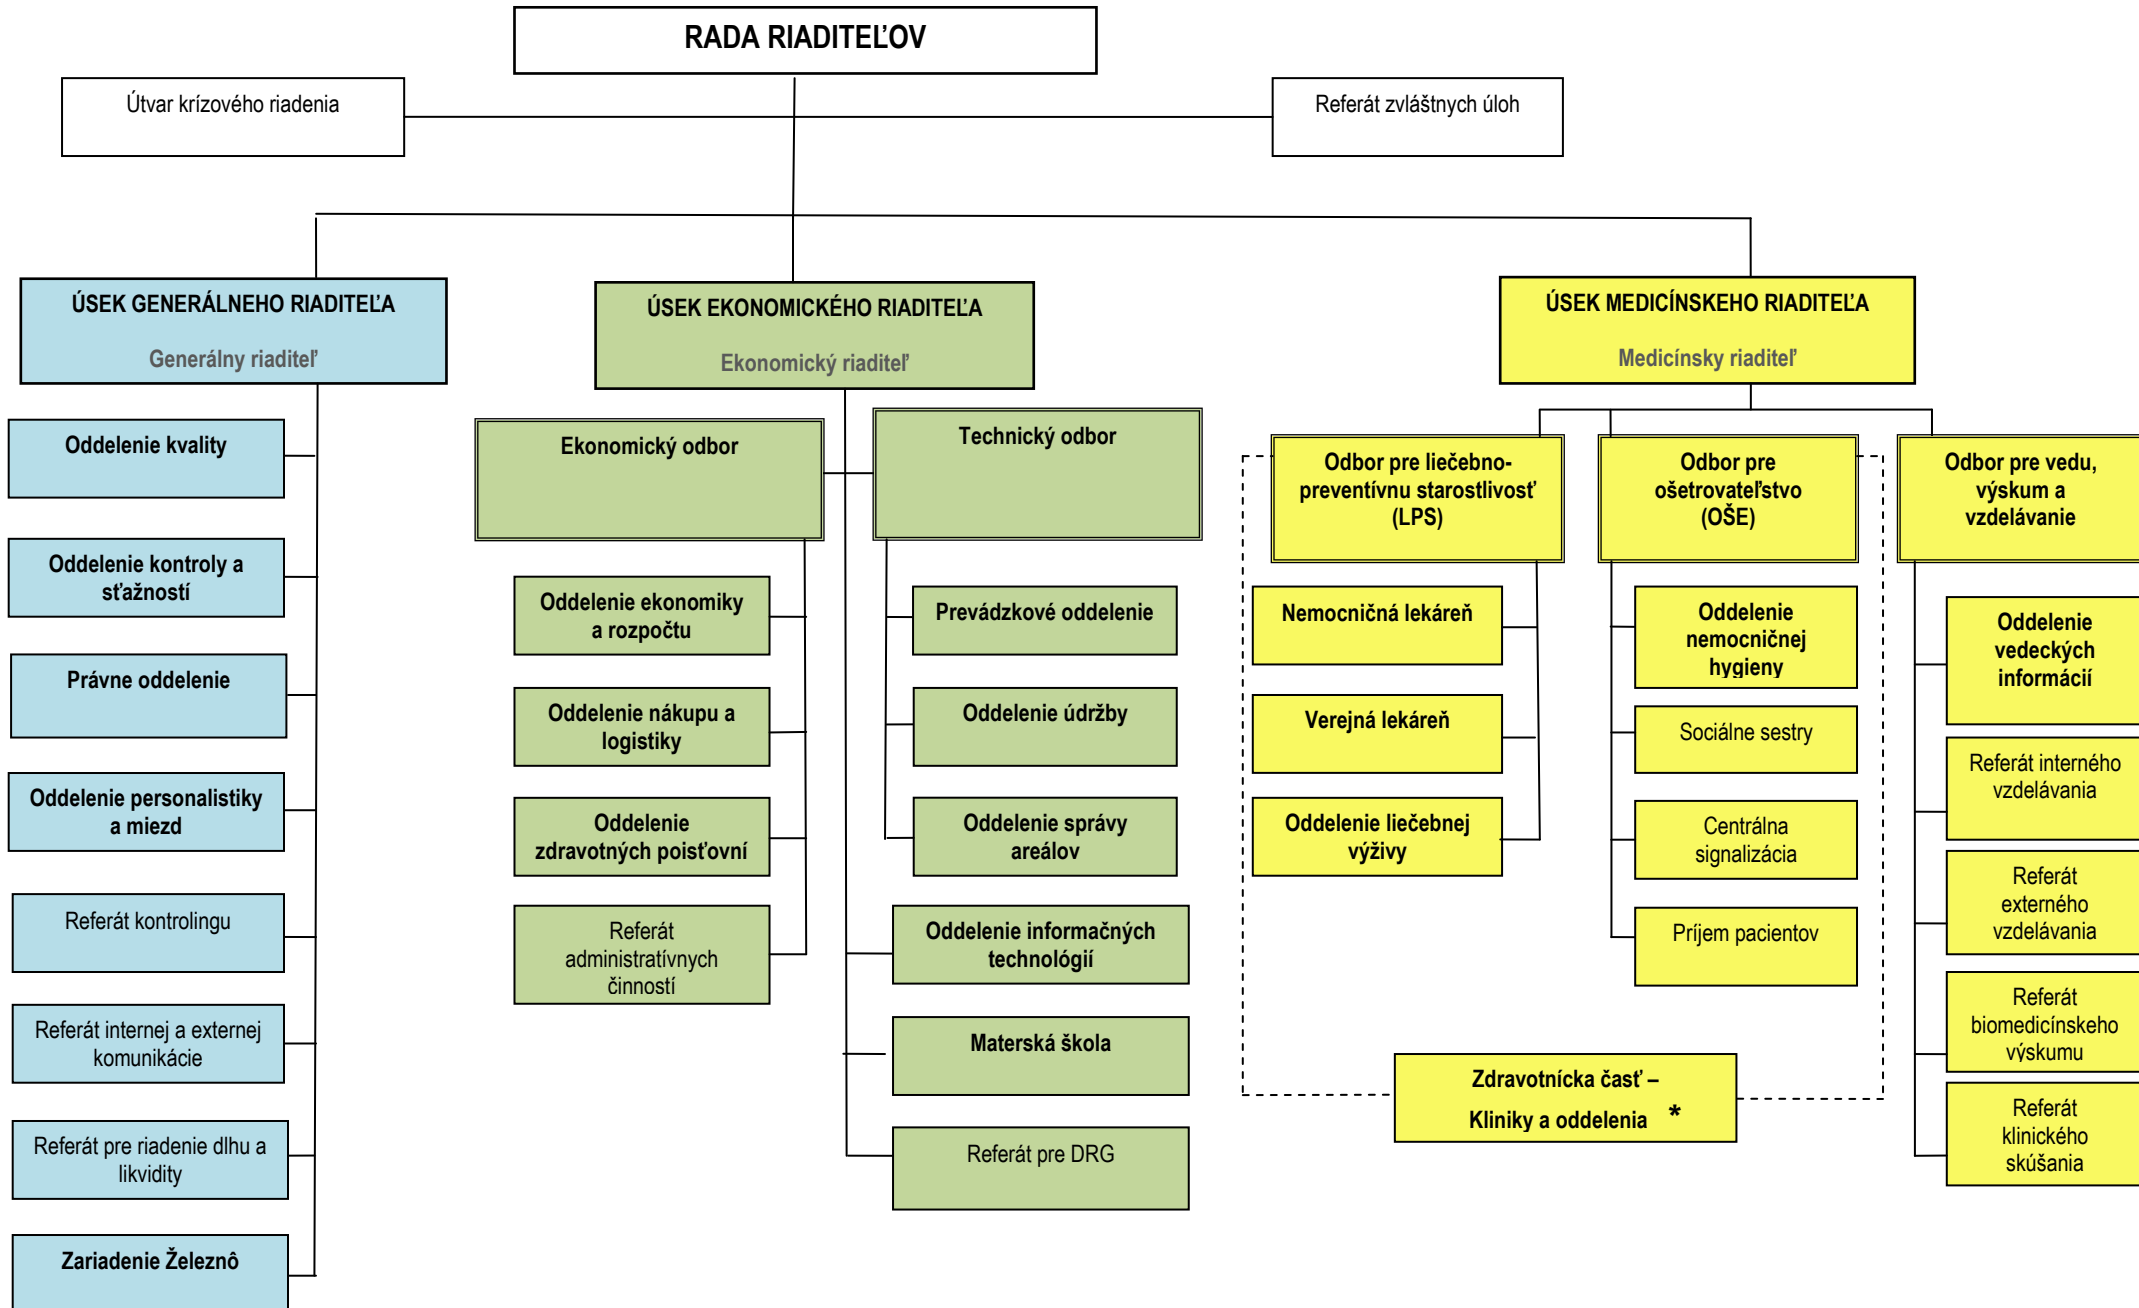 RADA RIADITEĽOV
Útvar krízového riadenia
Referát zvláštnych úloh
ÚSEK GENERÁLNEHO RIADITEĽA
Generálny riaditeľ
ÚSEK EKONOMICKÉHO RIADITEĽA
Ekonomický riaditeľ
ÚSEK MEDICÍNSKEHO RIADITEĽA
Medicínsky riaditeľ
Oddelenie kvality
Oddelenie kontroly a
sťažností
Právne oddelenie
Oddelenie personalistiky
a miezd
Referát kontrolingu
Referát internej a externej
komunikácie
Referát pre riadenie dlhu a
likvidity
Zariadenie Železnô
Ekonomický odbor
Oddelenie ekonomiky
a rozpočtu
Oddelenie nákupu a
logistiky
Oddelenie
zdravotných poisťovní
Referát
administratívnych
činností
Technický odbor
Prevádzkové oddelenie
Oddelenie údržby
Oddelenie správy
areálov
Oddelenie informačných
technológií
Materská škola
Referát pre DRG
Odbor pre liečebno-
preventívnu starostlivosť
(LPS)
Nemocničná lekáreň
Verejná lekáreň
Oddelenie liečebnej
výživy
Odbor pre
ošetrovateľstvo
(OŠE)
Oddelenie
nemocničnej
hygieny
Sociálne sestry
Centrálna
signalizácia
Príjem pacientov
Zdravotnícka časť –
Kliniky a oddelenia *
Odbor pre vedu,
výskum a
vzdelávanie
Oddelenie
vedeckých
informácií
Referát interného
vzdelávania
Referát
externého
vzdelávania
Referát
biomedicínskeho
výskumu
Referát
klinického
skúšania